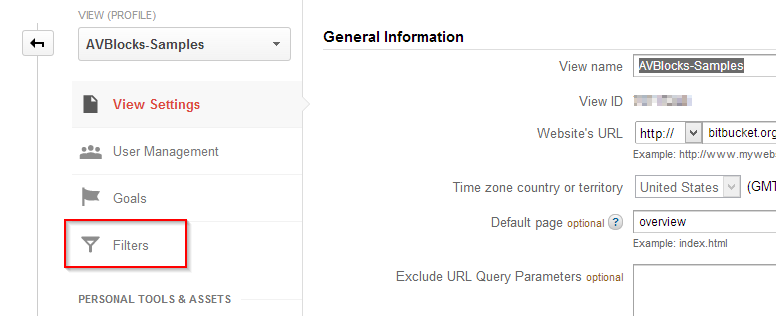 VIEW (PROFILE)
AVBlocks-Samples
View Settings
User Management
Goals
Filters
PERSONAL TOOLS & ASSETS
General Information
View name AVBlocks-Samples
View ID
Website's URL http:// bitbucket.org
Example: http://www.myweb
Time zone country or territory United States (GMT
Default page optional ? overview
Example: index.html
Exclude URL Query Parameters optional